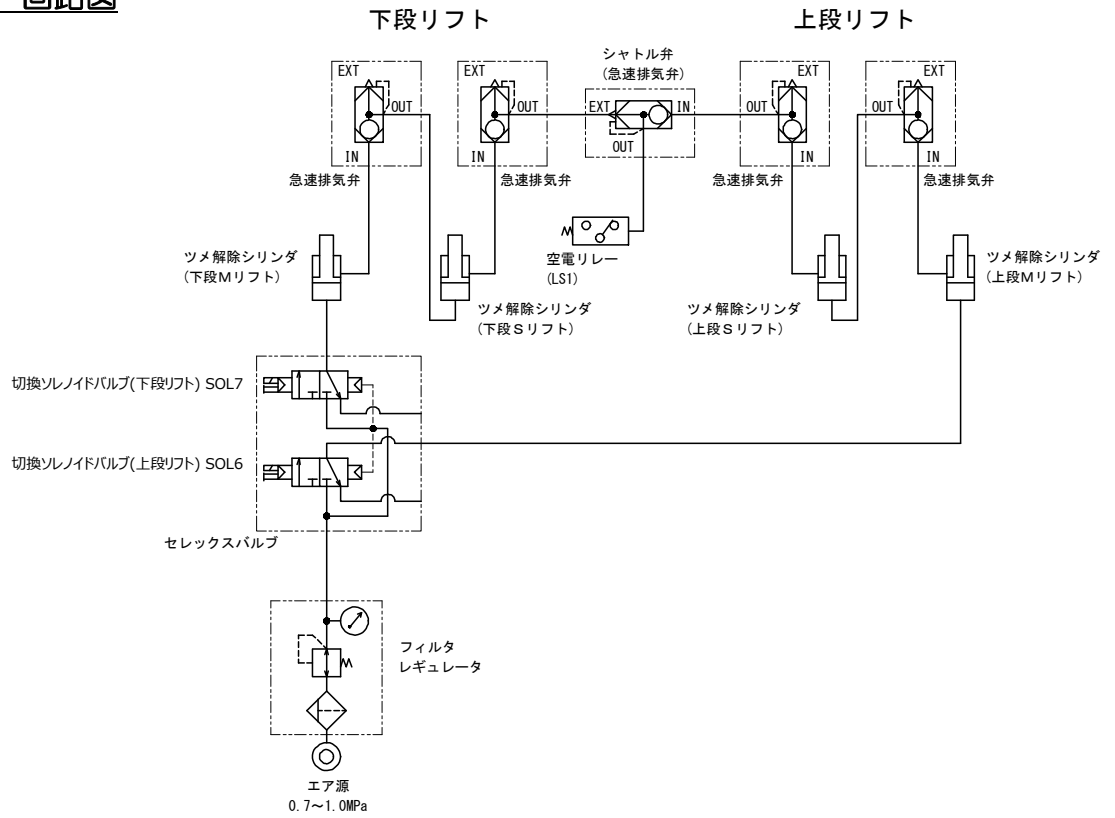 回路図
下段リフト
上段リフト
シャトル弁
(急速排気弁)
EXT
EXT
EXT
EXT
OUT
OUT
EXT
IN
OUT
OUT
OUT
IN
IN
IN
IN
急速排気弁
急速排気弁
急速排気弁
急速排気弁
ツメ解除シリンダ
(下段Mリフト)
空電リレー
(LS1)
ツメ解除シリンダ
(上段Mリフト)
ツメ解除シリンダ
(下段Sリフト)
ツメ解除シリンダ
(上段Sリフト)
切換ソレノイドバルブ(下段リフト) SOL7
切換ソレノイドバルブ(上段リフト) SOL6
セレックスバルブ
フィルタ
レギュレータ
エア源
0.7～1.0MPa